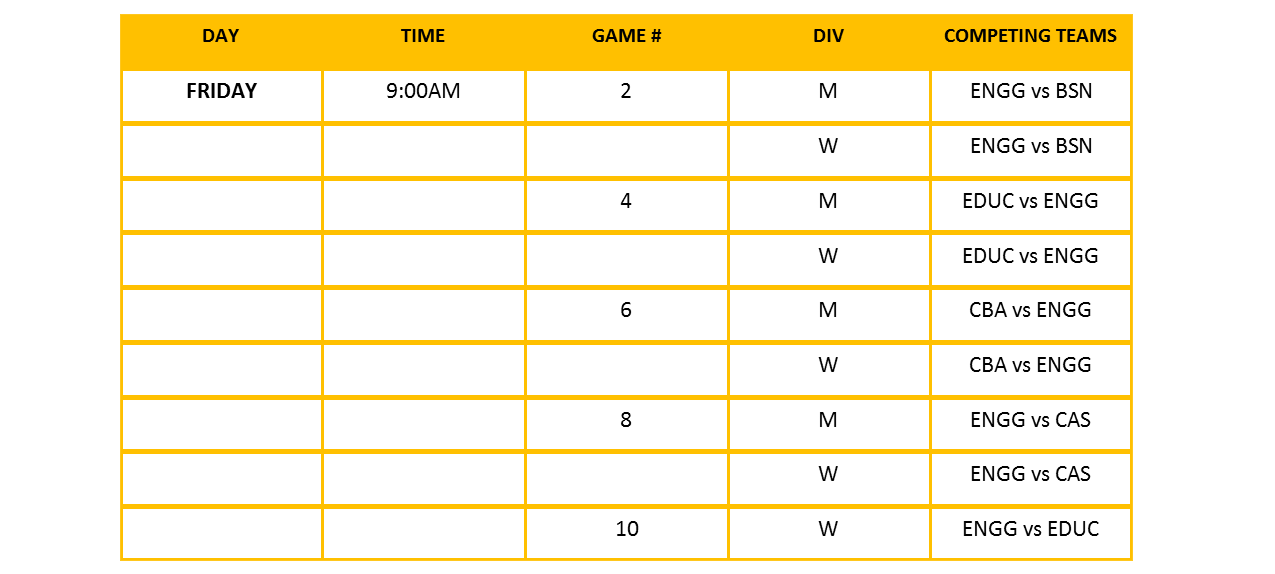 DAY TIME GAME # DIV COMPETING TEAMS
FRIDAY 9:00AM 2 M ENGG vs BSN
W ENGG vs BSN
4 M EDUC vs ENGG
W EDUC vs ENGG
6 M CBA vs ENGG
W CBA vs ENGG
8 M ENGG vs CAS
W ENGG vs CAS
10 W ENGG vs EDUC